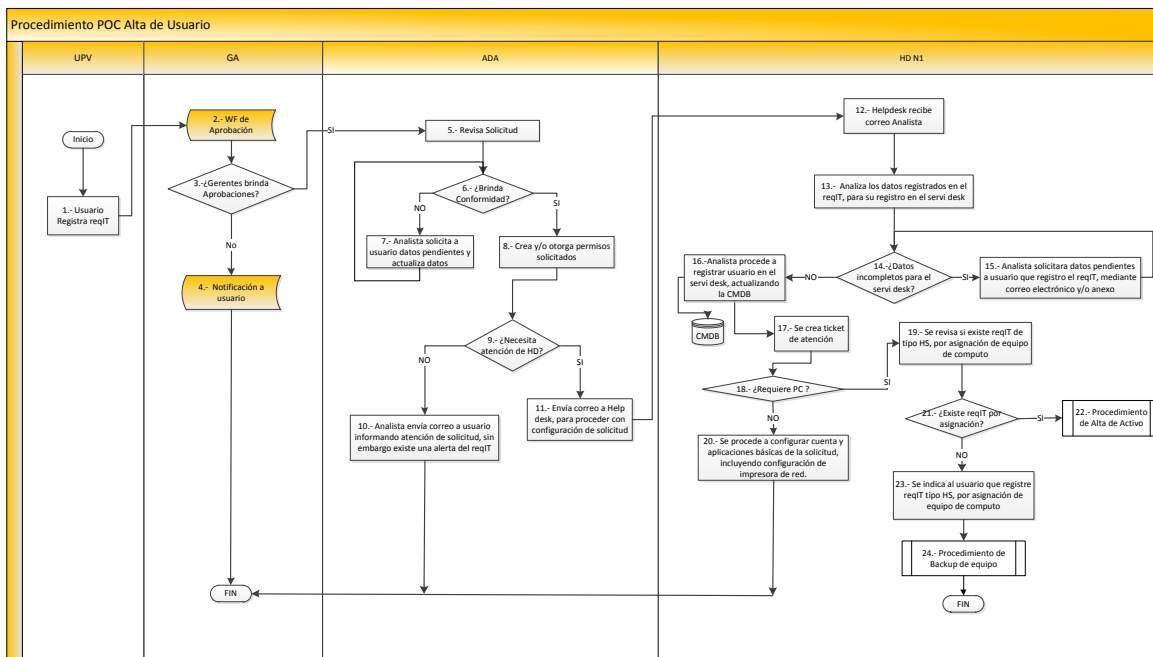 Procedimiento POC Alta de Usuario
UPV
GA
ADA
HD N1
Inicio
1.- Usuario
Registra reqIT
2.- WF de
Aprobación
3.-¿Gerentes brinda
Aprobaciones?
SI
No
4.- Notificación a
usuario
FIN
5.- Revisa Solicitud
6.- ¿Brinda
Conformidad?
NO
SI
7.- Analista solicita a
usuario datos pendientes y
actualiza datos
8.- Crea y/o otorga permisos
solicitados
9.- ¿Necesita
atención de HD?
NO
SI
10.- Analista envía correo a usuario
informando atención de solicitud, sin
embargo existe una alerta del reqIT
11.- Envía correo a Help
desk, para proceder con
configuración de solicitud
12.- Helpdesk recibe
correo Analista
13.- Analiza los datos registrados en el
reqIT, para su registro en el servi desk
14.-¿Datos
incompletos para el
servi desk?
NO
SI
15.- Analista solicitara datos pendientes
a usuario que registro el reqIT, mediante
correo electrónico y/o anexo
16.-Analista procede a
registrar usuario en el
servi desk, actualizando
la CMDB
CMDB
17.- Se crea ticket
de atención
18.- ¿Requiere PC ?
SI
NO
19.- Se revisa si existe reqIT de
tipo HS, por asignación de equipo
de computo
20.- Se procede a configurar cuenta y
aplicaciones básicas de la solicitud,
incluyendo configuración de
impresora de red.
21.- ¿Existe reqIT por
asignación?
SI
NO
22.- Procedimiento
de Alta de Activo
23.- Se indica al usuario que registre
reqIT tipo HS, por asignación de
equipo de computo
24.- Procedimiento de
Backup de equipo
FIN